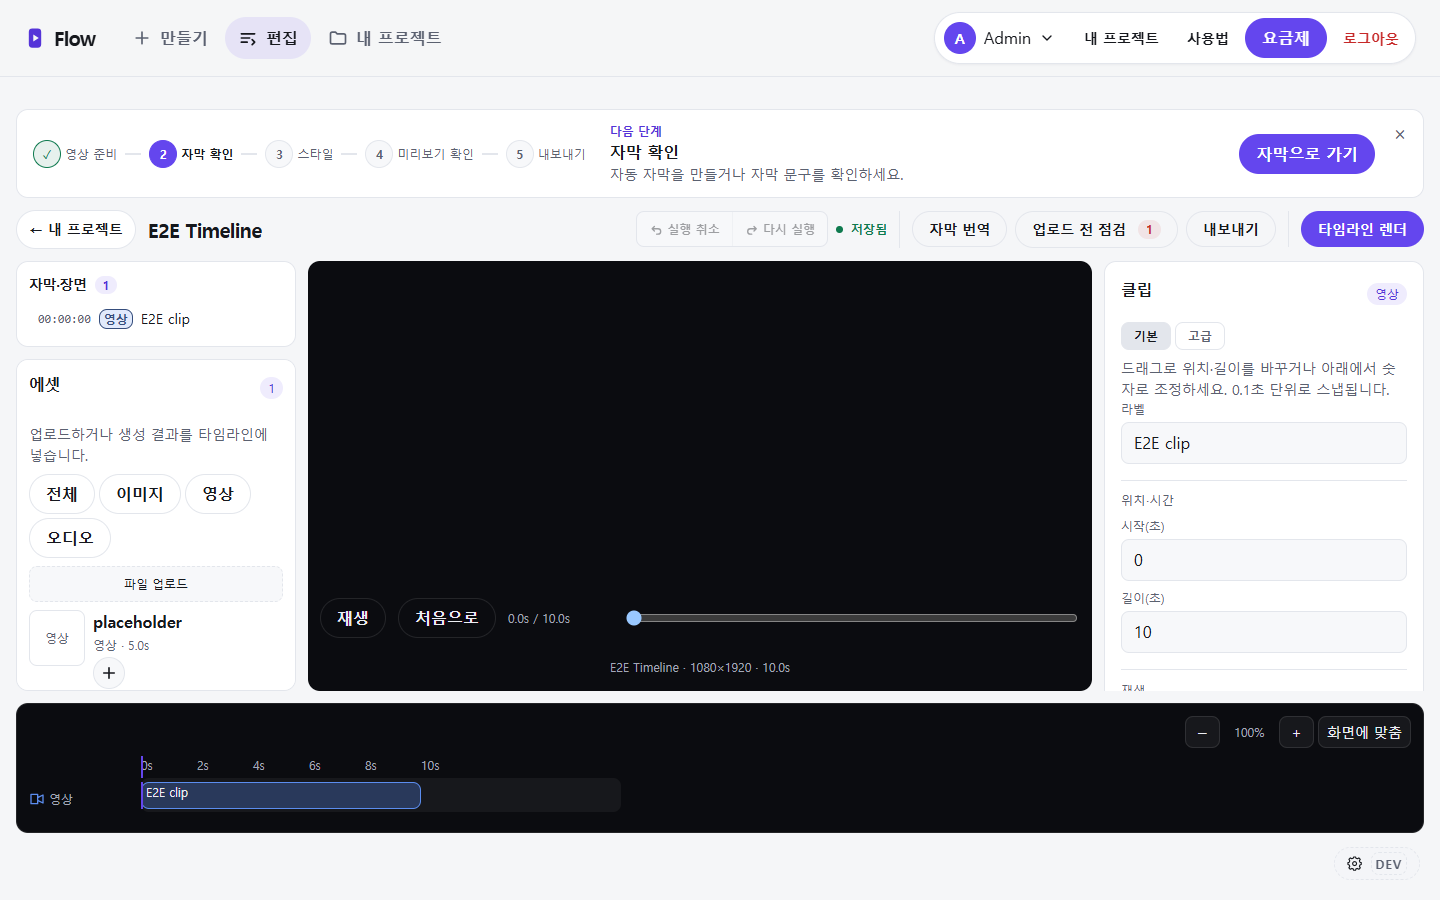 Flow
만들기
편집
내 프로젝트
A
Admin
내 프로젝트
사용법
요금제
로그아웃
✓ 영상 준비
2 자막 확인
3 스타일
4 미리보기 확인
5 내보내기
다음 단계
자막 확인
자동 자막을 만들거나 자막 문구를 확인하세요.
자막으로 가기
×
← 내 프로젝트
E2E Timeline
실행 취소
다시 실행
저장됨
자막 번역
업로드 전 점검 1
내보내기
타임라인 렌더
자막·장면 1
00:00:00 영상 E2E clip
에셋 1
업로드하거나 생성 결과를 타임라인에
넣습니다.
전체
이미지
영상
오디오
파일 업로드
영상
placeholder
영상 · 5.0s
+
재생
처음으로
0.0s / 10.0s
E2E Timeline · 1080×1920 · 10.0s
클립
영상
기본
고급
드래그로 위치·길이를 바꾸거나 아래에서 숫
자로 조정하세요. 0.1초 단위로 스냅됩니다.
라벨
E2E clip
위치·시간
시작(초)
0
길이(초)
10
재생
− 100% + 화면에 맞춤
0s 2s 4s 6s 8s 10s
영상
E2E clip
DEV